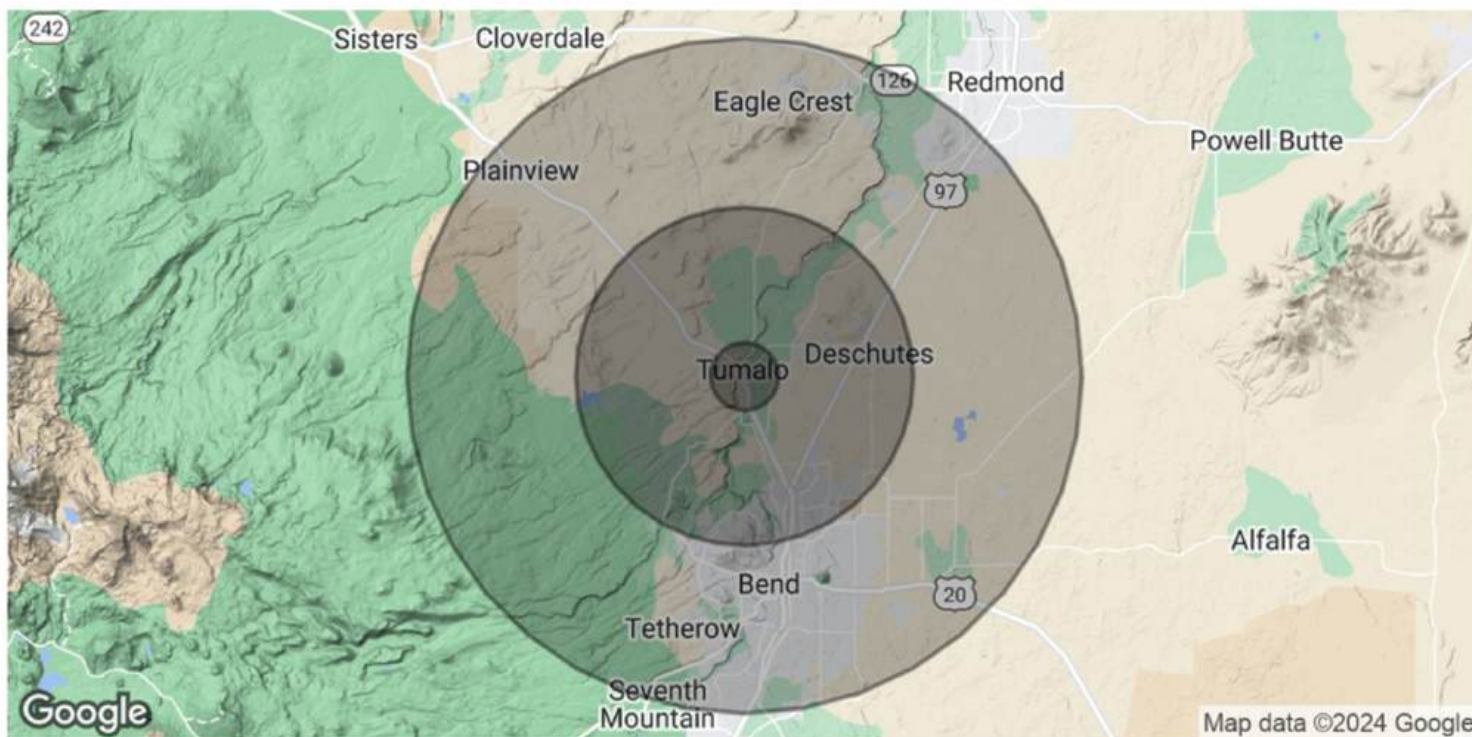 242
Sisters
Cloverdale
126
Redmond
Eagle Crest
Powell Butte
Plainview
97
Deschutes
Tumalo
Alfalfa
Bend
20
Tetherow
Seventh
Mountain
Google
Map data ©2024 Google